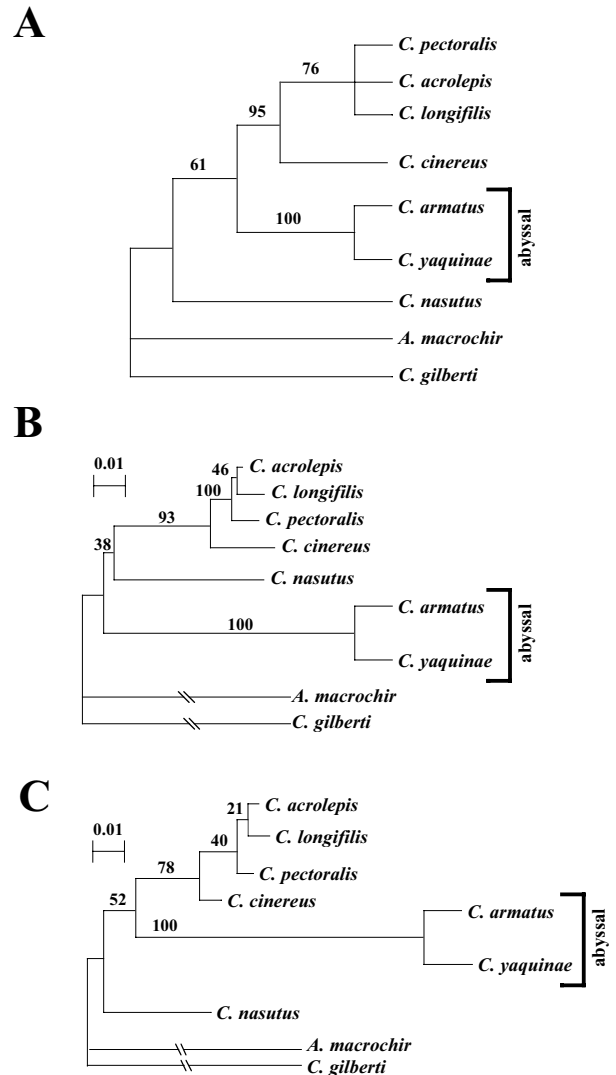 A
C. pectoralis
76
C. acrolepis
C. longifilis
95
C. cinereus
61
C. armatus
100
abyssal
C. yaquinae
C. nasutus
A. macrochir
C. gilberti
B
0.01
46
C. acrolepis
100
C. longifilis
93
C. pectoralis
38
C. cinereus
C. nasutus
C. armatus
100
abyssal
C. yaquinae
A. macrochir
C. gilberti
C
0.01
21
C. acrolepis
40
C. longifilis
78
C. pectoralis
52
C. cinereus
100
C. armatus
abyssal
C. yaquinae
C. nasutus
A. macrochir
C. gilberti